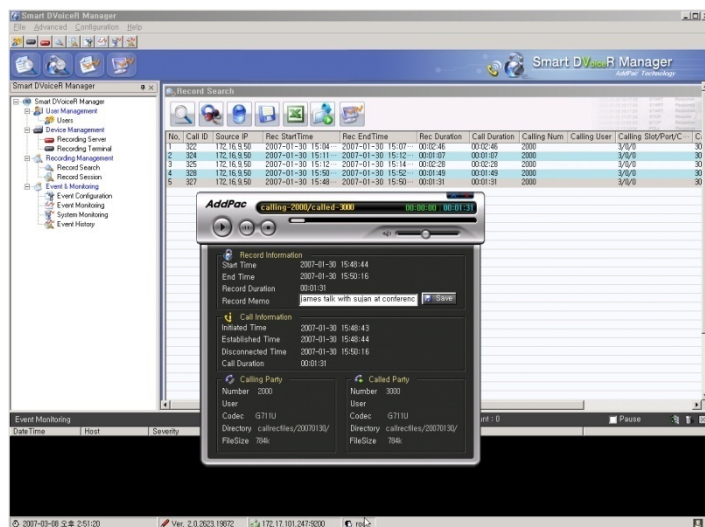 Smart DVoiceR Manager
File Advanced Configuration Help
Smart DVoiceR Manager
AddPac Technology
Smart DVoiceR Manager
Smart DVoiceR Manager
User Management
Users
Device Management
Recording Server
Recording Terminal
Recording Management
Record Search
Record Session
Event & Monitoring
Event Configuration
Event Monitoring
System Monitoring
Event History
Record Search
No. Call ID Source IP Rec StartTime Rec EndTime Rec Duration Call Duration Calling Num Calling User Calling Slot/Port/C···
1 322 172.16.9.50 2007-01-30 15:04··· 2007-01-30 15:07··· 00:02:46 00:02:46 2000 3/0/0 30
2 324 172.16.9.50 2007-01-30 15:11··· 2007-01-30 15:12··· 00:01:07 00:01:07 2000 3/0/0 30
3 325 172.16.9.50 2007-01-30 15:12··· 2007-01-30 15:14··· 00:02:28 00:02:28 2000 3/0/0 30
4 328 172.16.9.50 2007-01-30 15:50··· 2007-01-30 15:52··· 00:01:49 00:01:49 2000 3/0/0 30
5 327 172.16.9.50 2007-01-30 15:48··· 2007-01-30 15:50··· 00:01:31 00:01:31 2000 3/0/0 30
AddPac
calling-2000/called-3000 00:00:00 00:01:31
Record Information
Start Time 2007-01-30 15:48:44
End Time 2007-01-30 15:50:16
Record Duration 00:01:31
Record Memo james talk with sujan at conferenc Save
Call Information
Initiated Time 2007-01-30 15:48:43
Established Time 2007-01-30 15:48:44
Disconnected Time 2007-01-30 15:50:16
Call Duration 00:01:31
Calling Party
Number 2000
User
Codec G711U
Directory callrecfiles/20070130/
FileSize 784k
Called Party
Number 3000
User
Codec G711U
Directory callrecfiles/20070130/
FileSize 784k
Event Monitoring
: 0 Pause
DateTime Host Severity
2007-03-08 오후 2:51:20 Ver. 2.0.2623.19872 172.17.101.247:9200